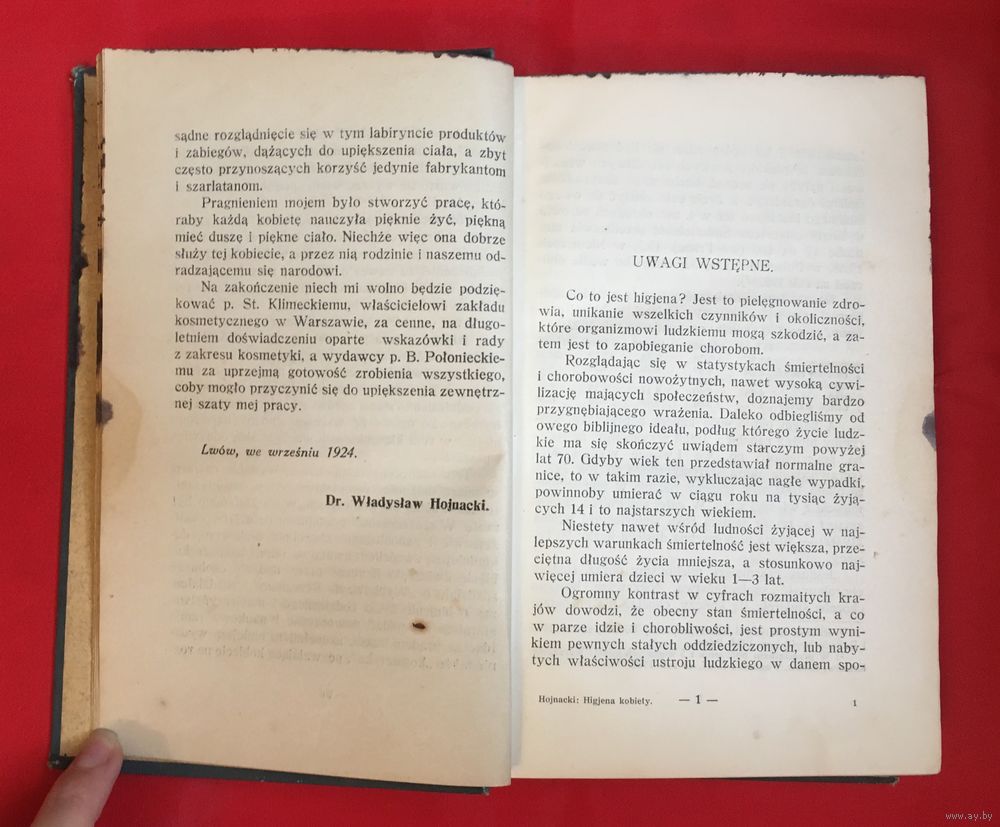 sądne rozglądnięcie się w tym labiryncie produktów
i zabiegów, dążących do upiększenia ciała, a zbyt
często przynoszących korzyść jedynie fabrykantom
i szarlatanom.
Pragnieniem mojem było stworzyć pracę, któ-
raby każdą kobietę nauczyła pięknie żyć, piękną
mieć duszę i piękne ciało. Niechże więc ona dobrze
służy tej kobiecie, a przez nią rodzinie i naszemu od-
radzającemu się narodowi.
Na zakończenie niech mi wolno będzie podzię-
kować p. St. Klimeckiemu, właścicielowi zakładu
kosmetycznego w Warszawie, za cenne, na długo-
letniem doświadczeniu oparte wskazówki i rady
z zakresu kosmetyki, a wydawcy p. B. Połonieckie-
mu za uprzejmą gotowość zrobienia wszystkiego,
coby mogło przyczynić się do upiększenia zewnętrz-
nej szaty mej pracy.
Lwów, we wrześniu 1924.
Dr. Władysław Hojnacki.
UWAGI WSTĘPNE.
Co to jest higjena? Jest to pielęgnowanie zdro-
wia, unikanie wszelkich czynników i okoliczności,
które organizmowi ludzkiemu mogą szkodzić, a za-
tem jest to zapobieganie chorobom.
Rozglądając się w statystykach śmiertelności
i chorobowości nowożytnych, nawet wysoką cywi-
lizację mających społeczeństw, doznajemy bardzo
przygnębiającego wrażenia. Daleko odbiegliśmy od
owego biblijnego ideału, podług którego życie ludz-
kie ma się skończyć uwiądem starczym powyżej
lat 70. Gdyby wiek ten przedstawiał normalne gra-
nice, to w takim razie, wykluczając nagłe wypadki,
powinnoby umierać w ciągu roku na tysiąc żyją-
cych 14 i to najstarszych wiekiem.
Niestety nawet wśród ludności żyjącej w naj-
lepszych warunkach śmiertelność jest większa, prze-
ciętna długość życia mniejsza, a stosunkowo naj-
więcej umiera dzieci w wieku 1—3 lat.
Ogromny kontrast w cyfrach rozmaitych kra-
jów dowodzi, że obecny stan śmiertelności, a co
w parze idzie i chorobliwości, jest prostym wyni-
kiem pewnych stałych oddziedziczonych, lub naby-
tych właściwości ustroju ludzkiego w danem spo-
Hojnacki: Higjena kobiety. — 1 — 1
www.ay.by